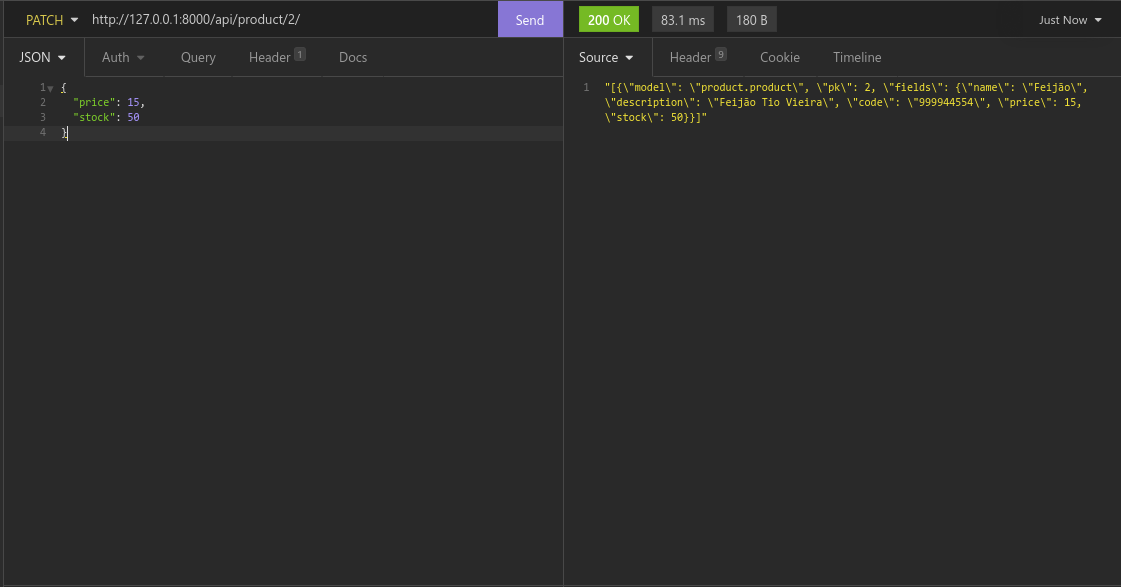 PATCH http://127.0.0.1:8000/api/product/2/ Send 200 OK 83.1 ms 180 B Just Now
JSON Auth Query Header 1 Docs Source Header 9 Cookie Timeline
1 {
2 "price": 15,
3 "stock": 50
4 }
1 "[{\"model\": \"product.product\", \"pk\": 2, \"fields\": {\"name\": \"Feijão\",
\"description\": \"Feijão Tio Vieira\", \"code\": \"999944554\", \"price\": 15,
\"stock\": 50}}]"